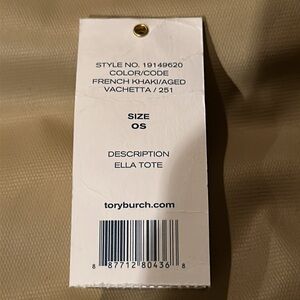 STYLE NO. 19149620
COLOR/CODE
FRENCH KHAKI/AGED
VACHETTA / 251
SIZE
OS
DESCRIPTION
ELLA TOTE
toryburch.com
8 87712 80436 8